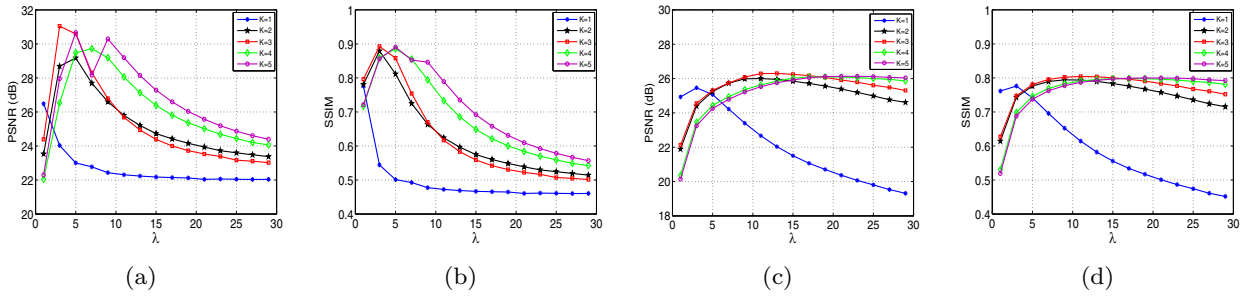 PSNR (dB)
32
30
28
26
24
22
20
0 5 10 15 20 25 30
λ
K=1
K=2
K=3
K=4
K=5
(a)
SSIM
1
0.9
0.8
0.7
0.6
0.5
0.4
0 5 10 15 20 25 30
λ
K=1
K=2
K=3
K=4
K=5
(b)
PSNR (dB)
30
28
26
24
22
20
18
0 5 10 15 20 25 30
λ
K=1
K=2
K=3
K=4
K=5
(c)
SSIM
1
0.9
0.8
0.7
0.6
0.5
0.4
0 5 10 15 20 25 30
λ
K=1
K=2
K=3
K=4
K=5
(d)